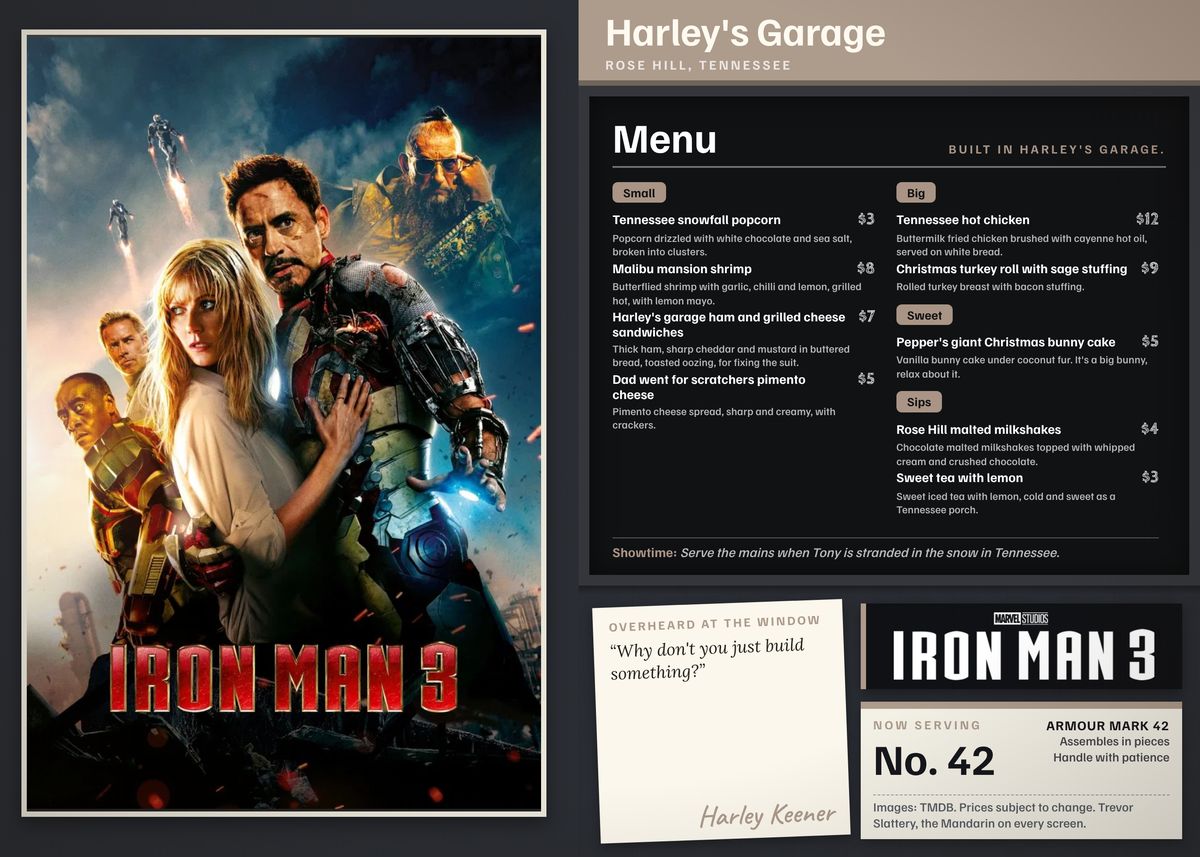 IRON MAN 3
Harley's Garage
ROSE HILL, TENNESSEE
Menu
BUILT IN HARLEY'S GARAGE.
Small
Tennessee snowfall popcorn $3
Popcorn drizzled with white chocolate and sea salt,
broken into clusters.
Malibu mansion shrimp $8
Butterflied shrimp with garlic, chilli and lemon, grilled
hot, with lemon mayo.
Harley's garage ham and grilled cheese $7
sandwiches
Thick ham, sharp cheddar and mustard in buttered
bread, toasted oozing, for fixing the suit.
Dad went for scratchers pimento $5
cheese
Pimento cheese spread, sharp and creamy, with
crackers.
Big
Tennessee hot chicken $12
Buttermilk fried chicken brushed with cayenne hot oil,
served on white bread.
Christmas turkey roll with sage stuffing $9
Rolled turkey breast with bacon stuffing.
Sweet
Pepper's giant Christmas bunny cake $5
Vanilla bunny cake under coconut fur. It's a big bunny,
relax about it.
Sips
Rose Hill malted milkshakes $4
Chocolate malted milkshakes topped with whipped
cream and crushed chocolate.
Sweet tea with lemon $3
Sweet iced tea with lemon, cold and sweet as a
Tennessee porch.
Showtime: Serve the mains when Tony is stranded in the snow in Tennessee.
OVERHEARD AT THE WINDOW
“Why don't you just build
something?”
Harley Keener
MARVEL STUDIOS
IRON MAN 3
NOW SERVING
No. 42
ARMOUR MARK 42
Assembles in pieces
Handle with patience
Images: TMDB. Prices subject to change. Trevor
Slattery, the Mandarin on every screen.